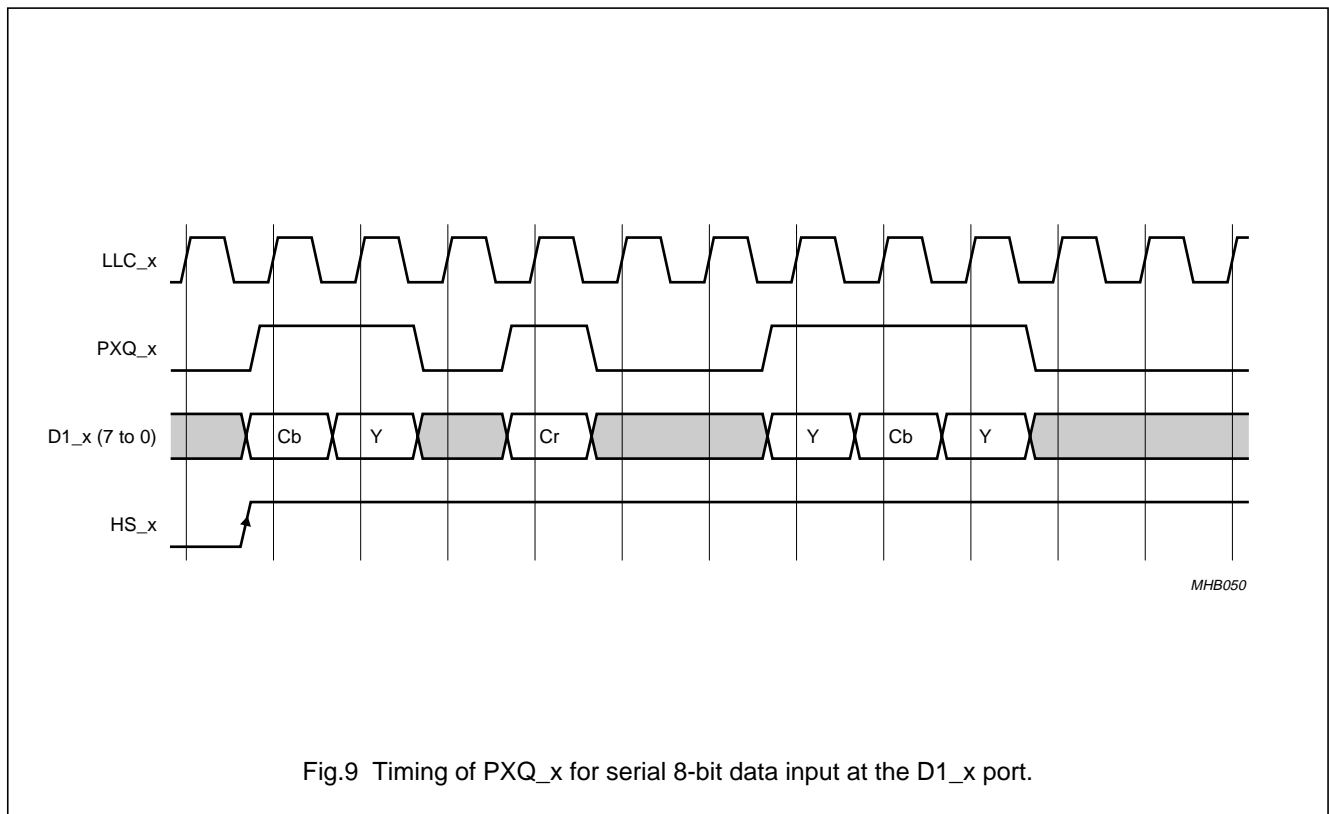 LLC_x
PXQ_x
D1_x (7 to 0) Cb Y Cr Y Cb Y
HS_x
MHB050
Fig.9 Timing of PXQ_x for serial 8-bit data input at the D1_x port.